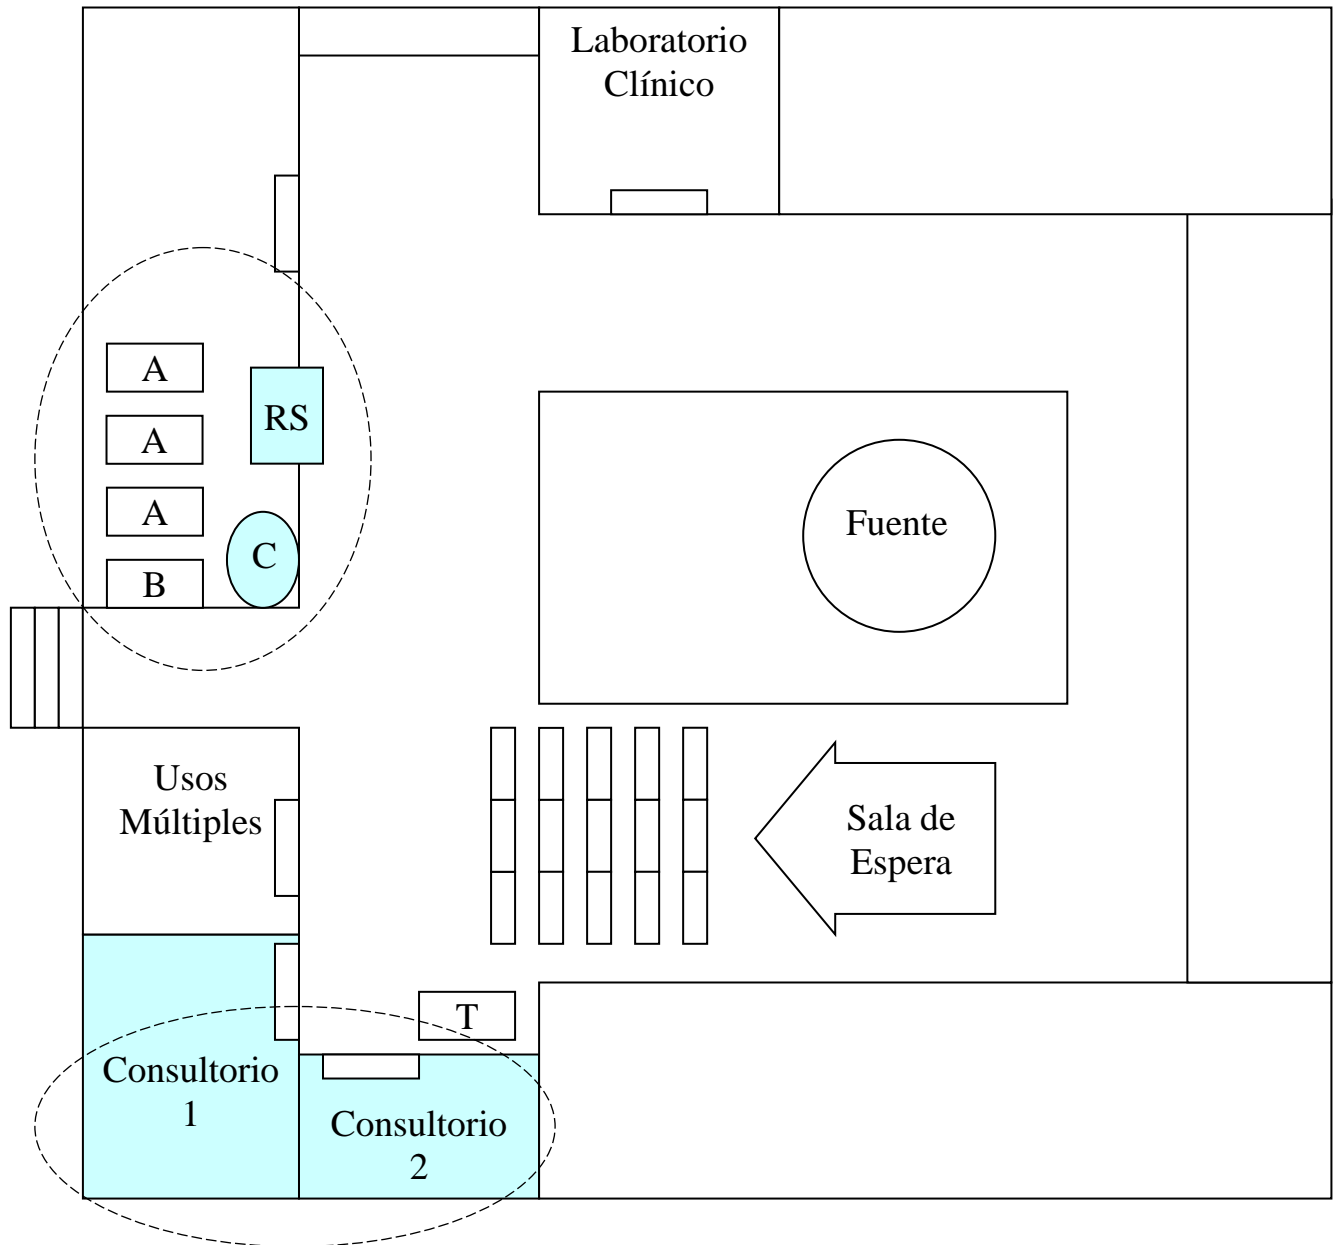 Laboratorio
Clínico
A
RS
A
A
C
B
Fuente
Usos
Múltiples
Sala de
Espera
T
Consultorio
1
Consultorio
2